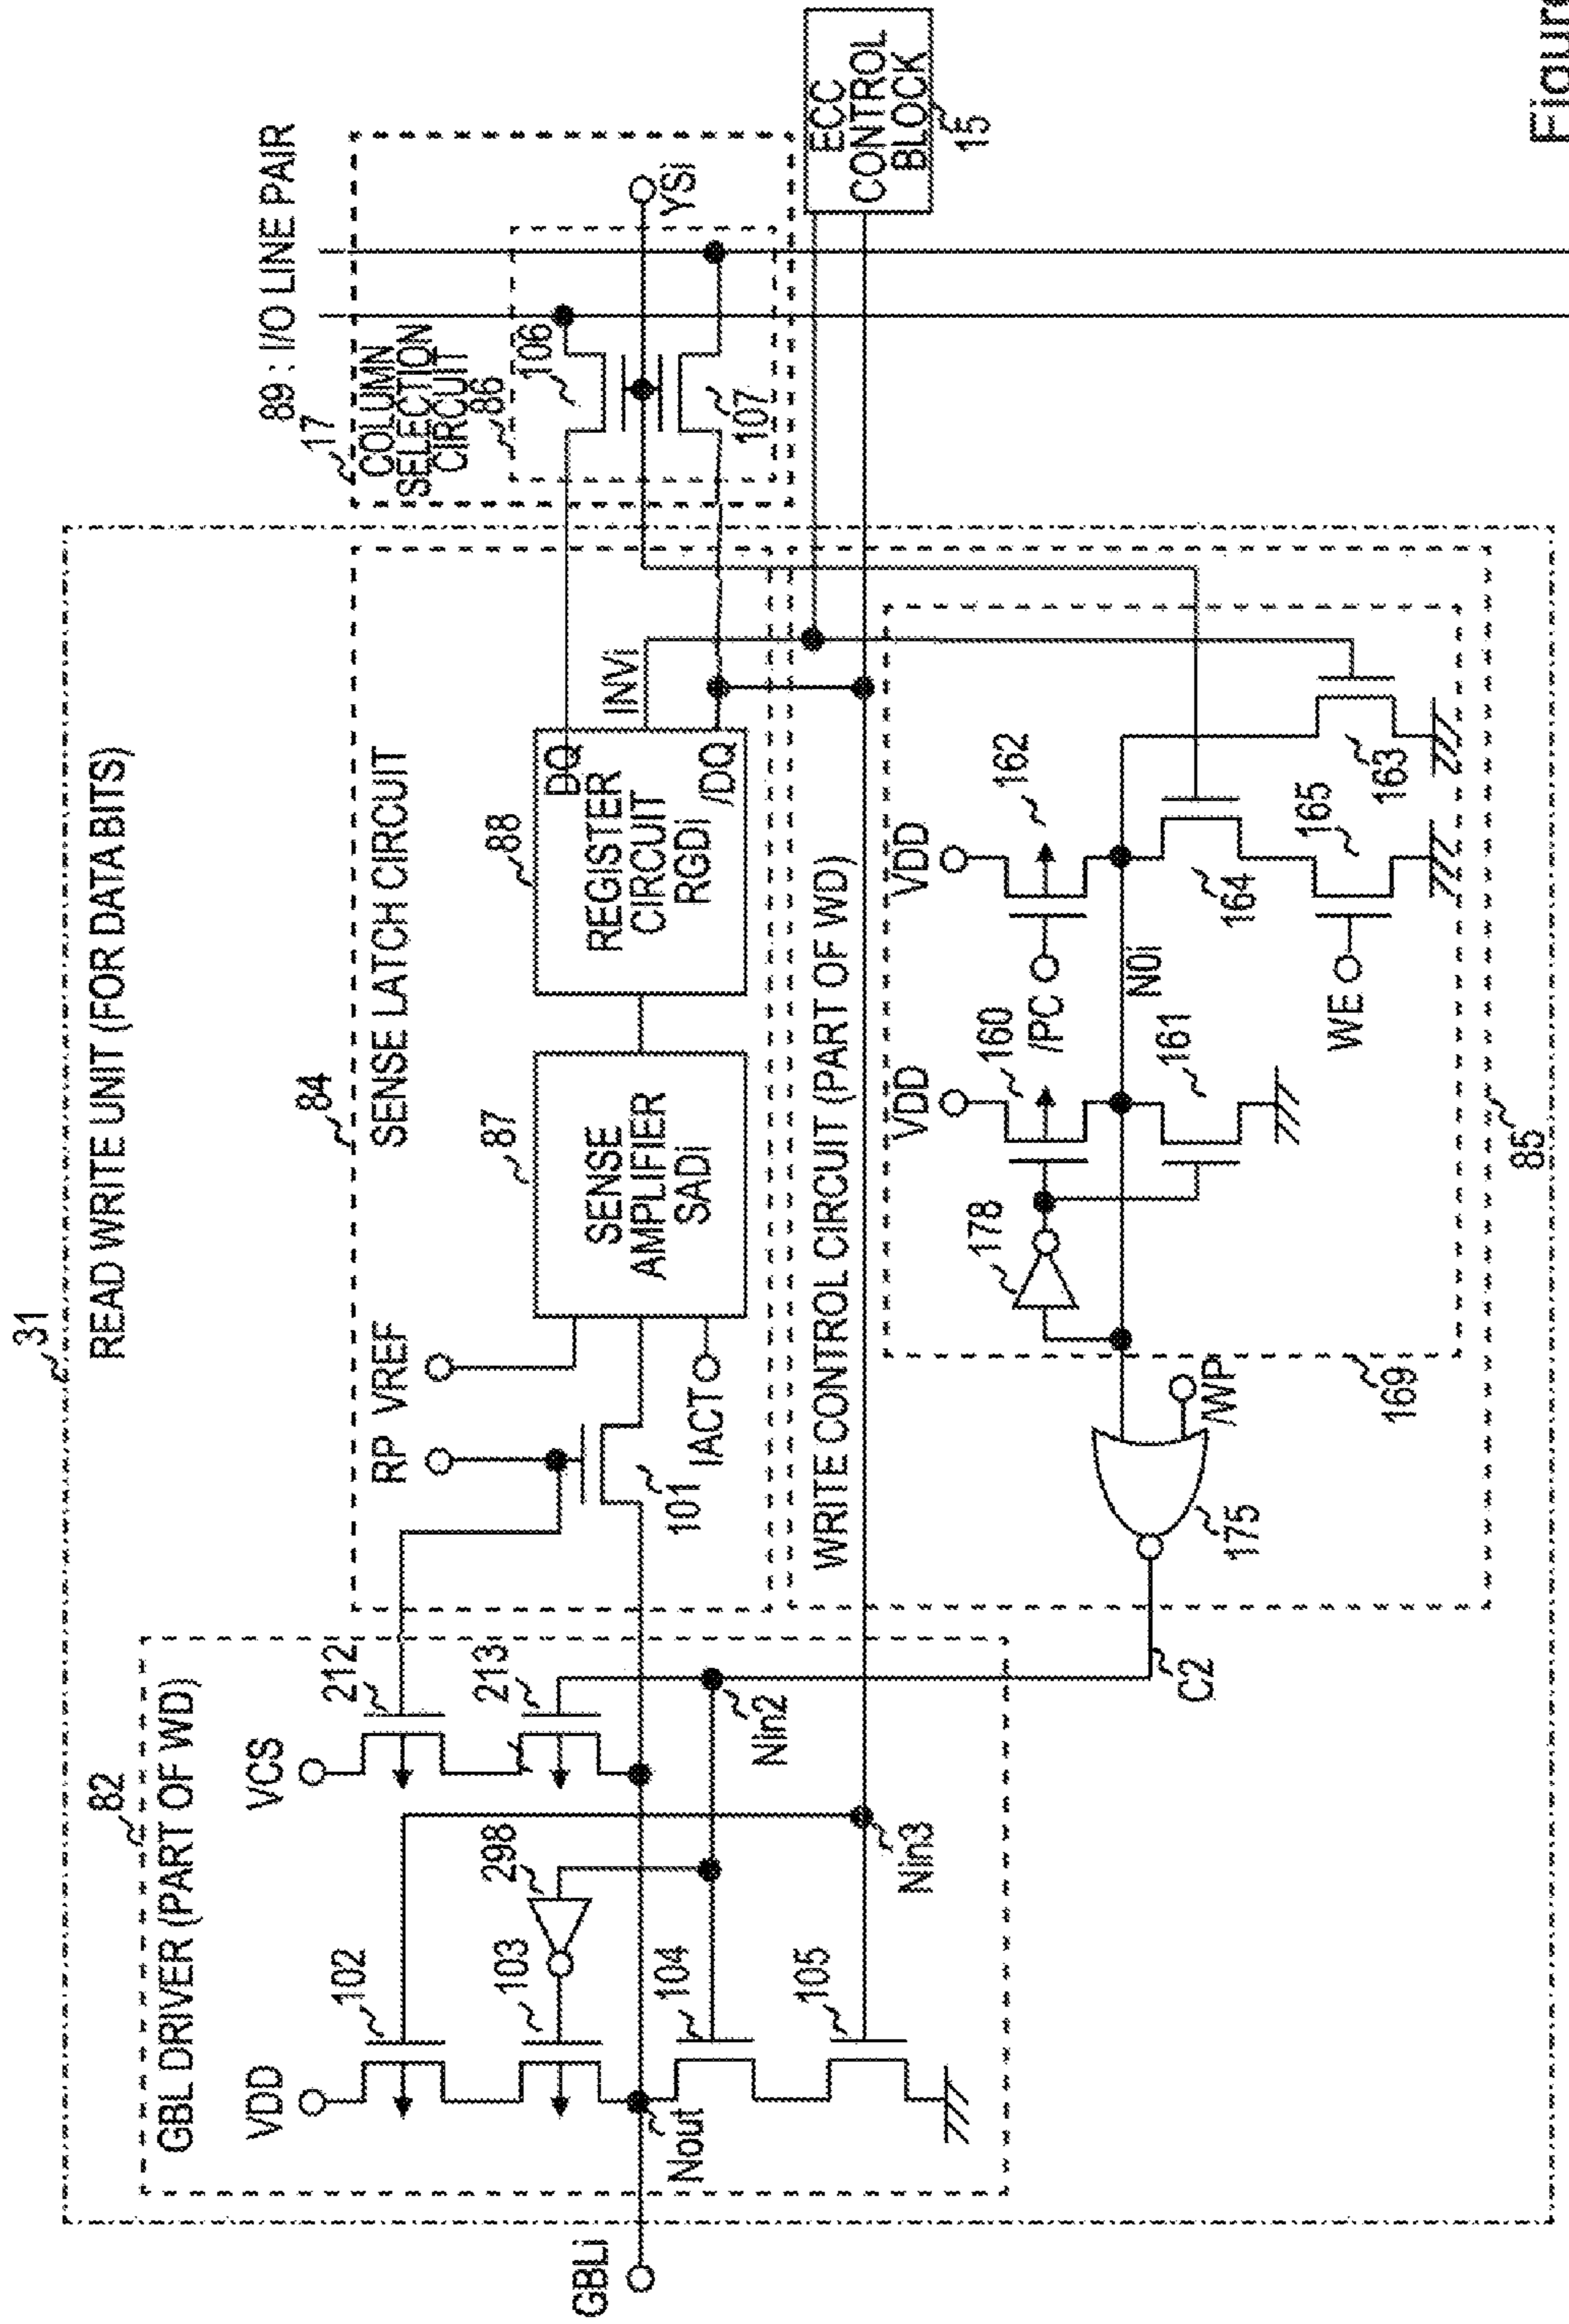 31
READ WRITE UNIT (FOR DATA BITS)
82
GBL DRIVER (PART OF WD)
VDD
102
103
298
104
105
Nout
GBLi
VCS
212
213
Nin2
Nin3
C2
84
SENSE LATCH CIRCUIT
RP
VREF
101
IACT
87
SENSE
AMPLIFIER
SADi
88
REGISTER
CIRCUIT
RGDi
DQ
/DQ
INVi
17
COLUMN
SELECTION
CIRCUIT
86
106
107
YSi
89 : I/O LINE PAIR
ECC
CONTROL
BLOCK
15
WRITE CONTROL CIRCUIT (PART OF WD)
85
175
/WP
169
178
VDD
160
161
/PC
N0i
VDD
162
164
WE
165
163
Figure